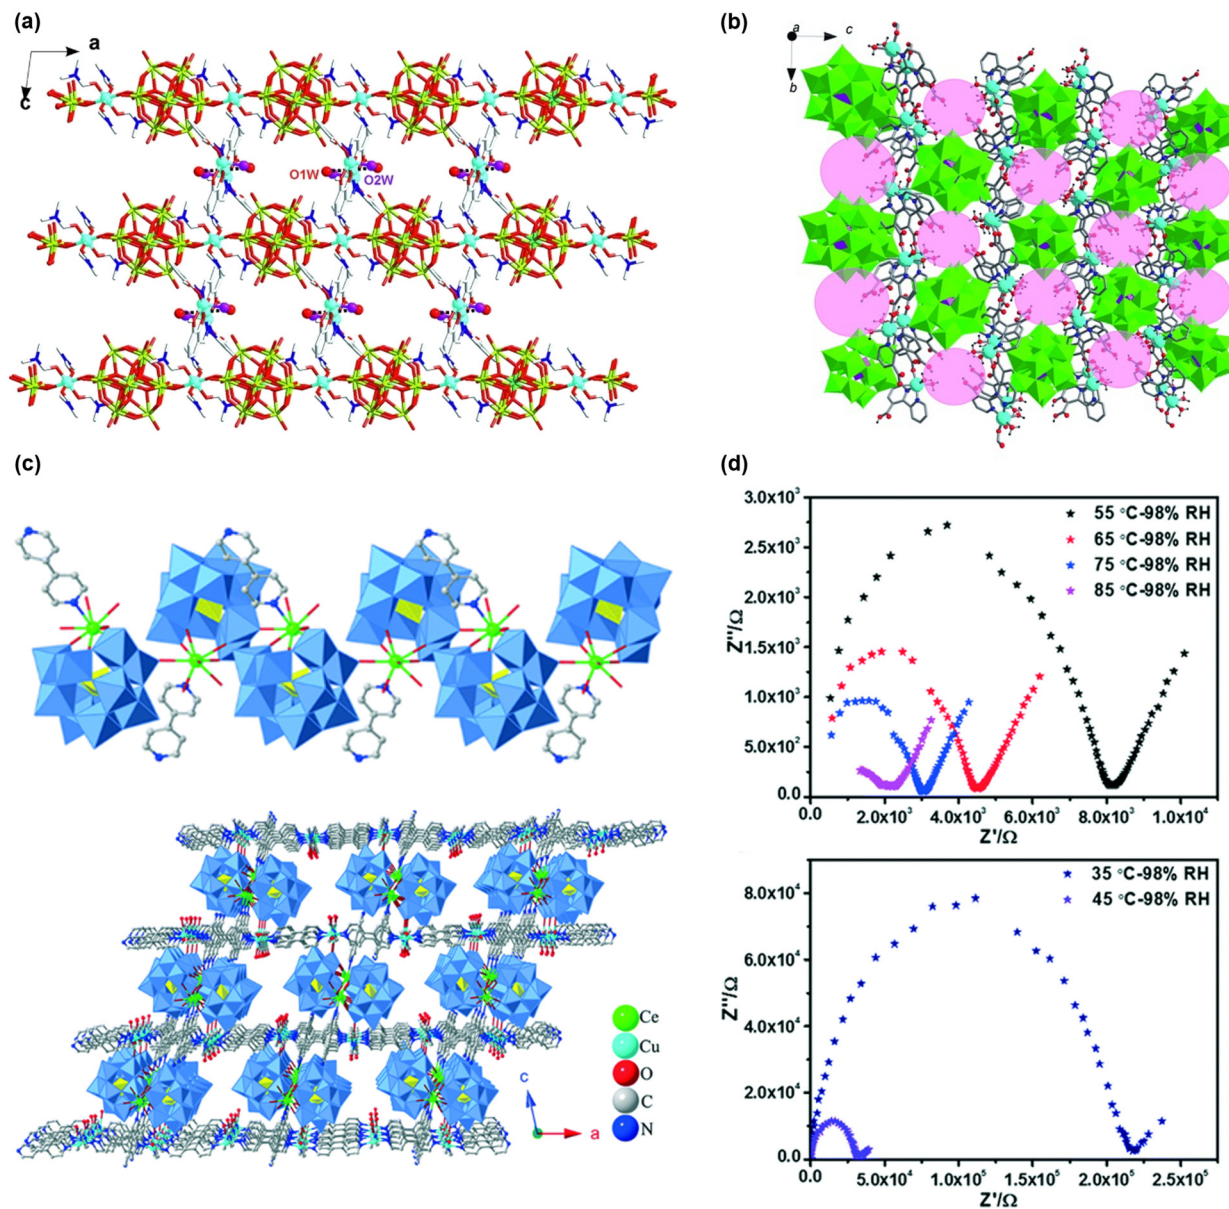 (a)
a
c
O1W
O2W
(b)
a
c
b
(c)
Ce
Cu
O
C
N
c
a
(d)
3.0x10³
2.5x10³
2.0x10³
1.5x10³
1.0x10³
5.0x10²
0.0
Z''/Ω
55 °C-98% RH
65 °C-98% RH
75 °C-98% RH
85 °C-98% RH
0.0 2.0x10³ 4.0x10³ 6.0x10³ 8.0x10³ 1.0x10⁴
Z'/Ω
8.0x10⁴
6.0x10⁴
4.0x10⁴
2.0x10⁴
0.0
Z''/Ω
35 °C-98% RH
45 °C-98% RH
0.0 5.0x10⁴ 1.0x10⁵ 1.5x10⁵ 2.0x10⁵ 2.5x10⁵
Z'/Ω